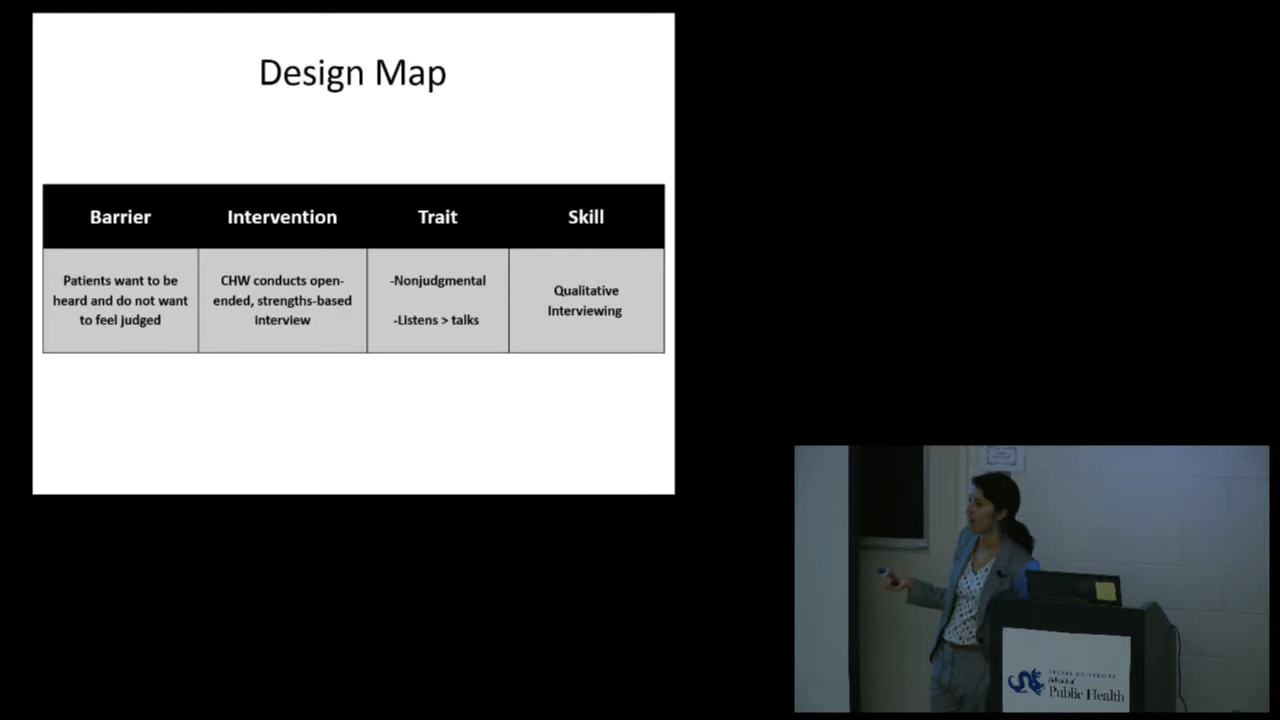 Design Map
Barrier
Intervention
Trait
Skill
Patients want to be
heard and do not want
to feel judged
CHW conducts open-
ended, strengths-based
interview
-Nonjudgmental
-Listens > talks
Qualitative
Interviewing
School of
Public Health